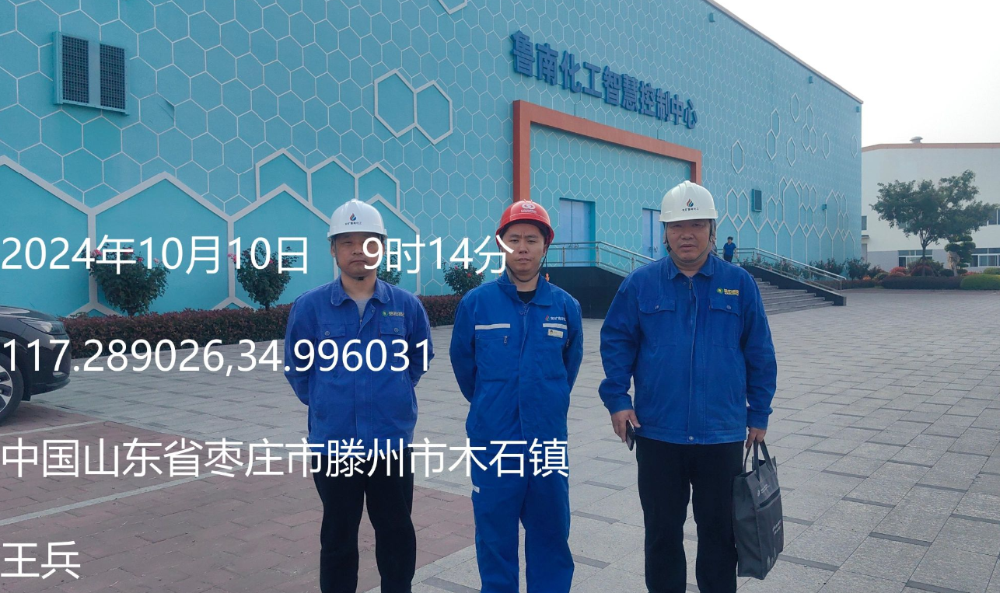 鲁南化工智慧控制中心
2024年10月10日 9时14分
117.289026,34.996031
中国山东省枣庄市滕州市木石镇
王兵